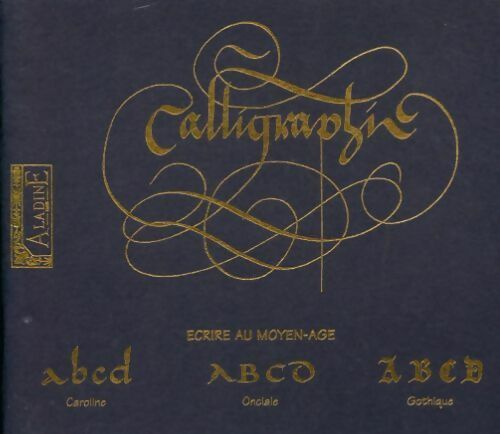 Calligraphie
ALADINE
ECRIRE AU MOYEN-AGE
abcd ABCD ABCD
Caroline Onciale Gothique